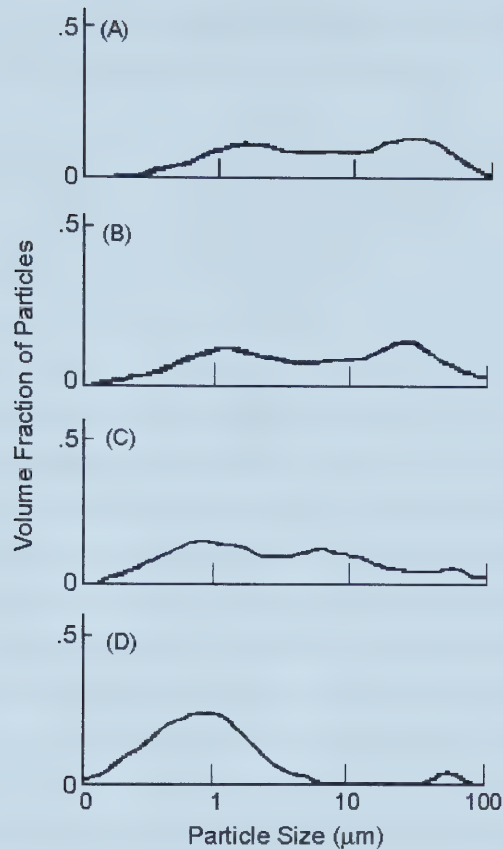 .5
(A)
0
.5
(B)
0
.5
(C)
0
.5
(D)
0
0 1 10 100
Particle Size (μm)
Volume Fraction of Particles